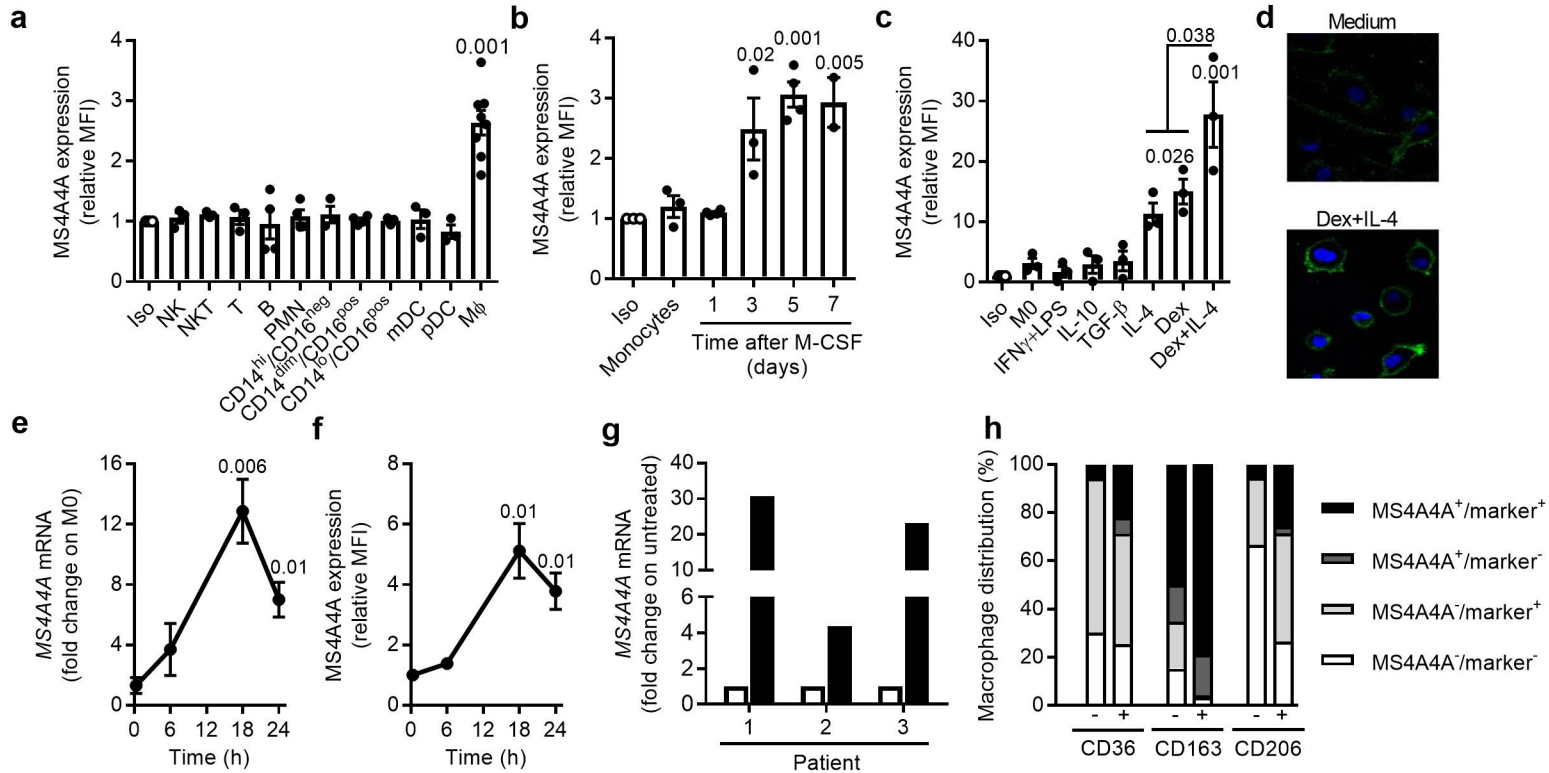 a
MS4A4A expression
(relative MFI)
4
3
2
1
0
0.001
Iso
NK
NKT
T
B
PMN
CD14hi/CD16neg
CD14dim/CD16pos
CD14lo/CD16pos
mDC
pDC
Mϕ
b
MS4A4A expression
(relative MFI)
4
3
2
1
0
0.02
0.001
0.005
Iso
Monocytes
1
3
5
7
Time after M-CSF
(days)
c
MS4A4A expression
(relative MFI)
40
30
20
10
0
0.038
0.001
0.026
Iso
M0
IFNγ+LPS
IL-10
TGF-β
IL-4
Dex
Dex+IL-4
d
Medium
Dex+IL-4
e
MS4A4A mRNA
(fold change on M0)
16
12
8
4
0
0.006
0.01
0 6 12 18 24
Time (h)
f
MS4A4A expression
(relative MFI)
8
6
4
2
0
0.01
0.01
0 6 12 18 24
Time (h)
g
MS4A4A mRNA
(fold change on untreated)
40
30
20
10
6
4
2
0
1 2 3
Patient
h
Macrophage distribution (%)
100
80
60
40
20
0
- + - + - +
CD36 CD163 CD206
MS4A4A+/marker+
MS4A4A+/marker-
MS4A4A-/marker+
MS4A4A-/marker-